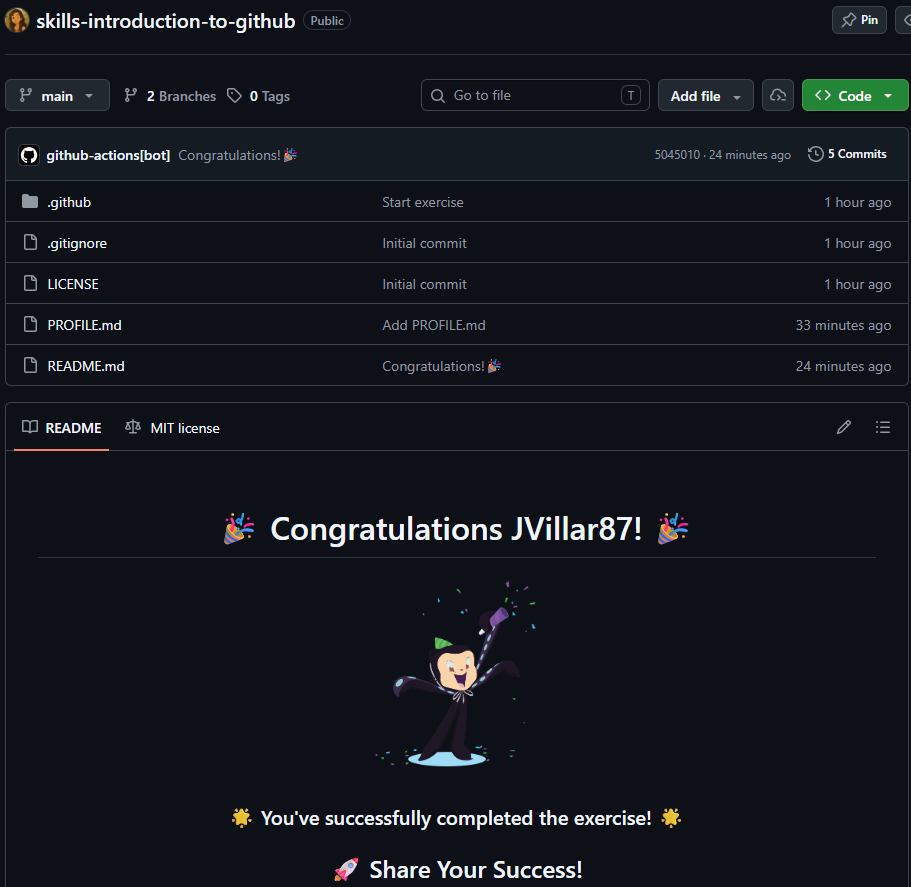 skills-introduction-to-github Public Pin
main 2 Branches 0 Tags Go to file T Add file Code
github-actions[bot] Congratulations! 🎉 5045010 · 24 minutes ago 5 Commits
.github Start exercise 1 hour ago
.gitignore Initial commit 1 hour ago
LICENSE Initial commit 1 hour ago
PROFILE.md Add PROFILE.md 33 minutes ago
README.md Congratulations! 🎉 24 minutes ago
README MIT license
🎉 Congratulations JVillar87! 🎉
🌟 You've successfully completed the exercise! 🌟
🚀 Share Your Success!